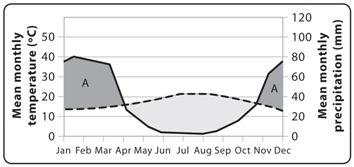 Mean monthly
temperature (ºC)
50
40
30
20
10
0
A
A
120
100
80
60
40
20
0
Mean monthly
precipitation (mm)
Jan Feb Mar Apr May Jun Jul Aug Sep Oct Nov Dec